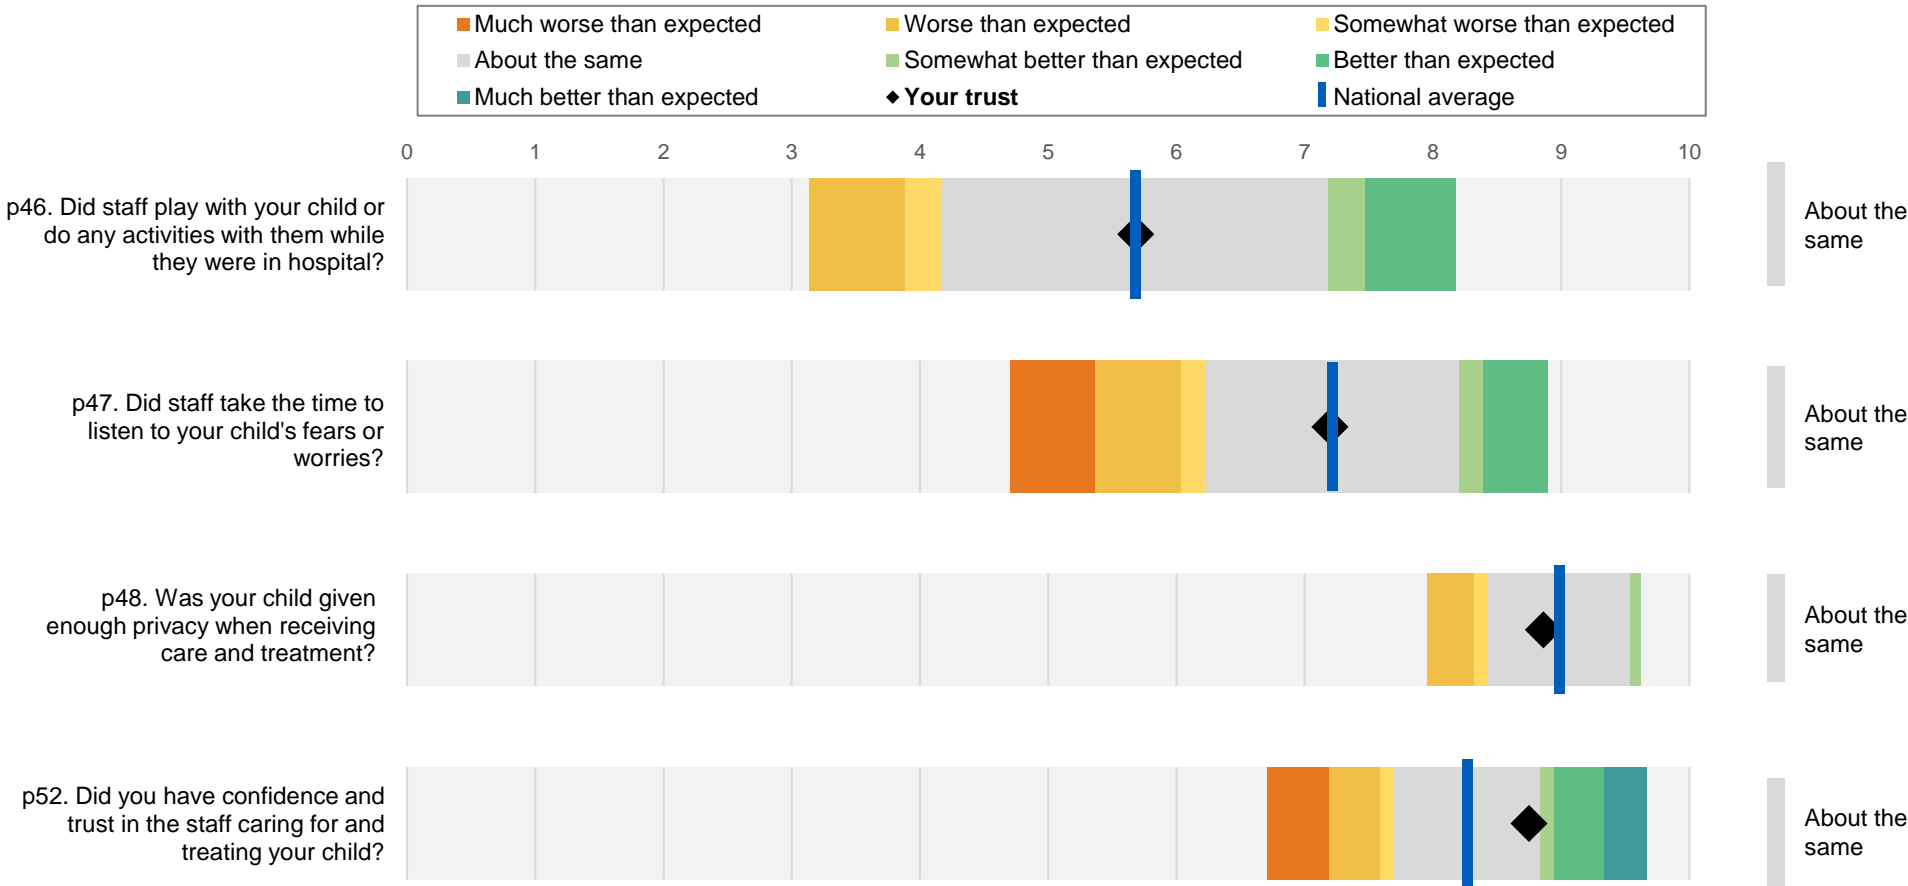 Much worse than expected
Worse than expected
Somewhat worse than expected
About the same
Somewhat better than expected
Better than expected
Much better than expected
Your trust
National average
0 1 2 3 4 5 6 7 8 9 10
p46. Did staff play with your child or
do any activities with them while
they were in hospital?
About the
same
p47. Did staff take the time to
listen to your child's fears or
worries?
About the
same
p48. Was your child given
enough privacy when receiving
care and treatment?
About the
same
p52. Did you have confidence and
trust in the staff caring for and
treating your child?
About the
same